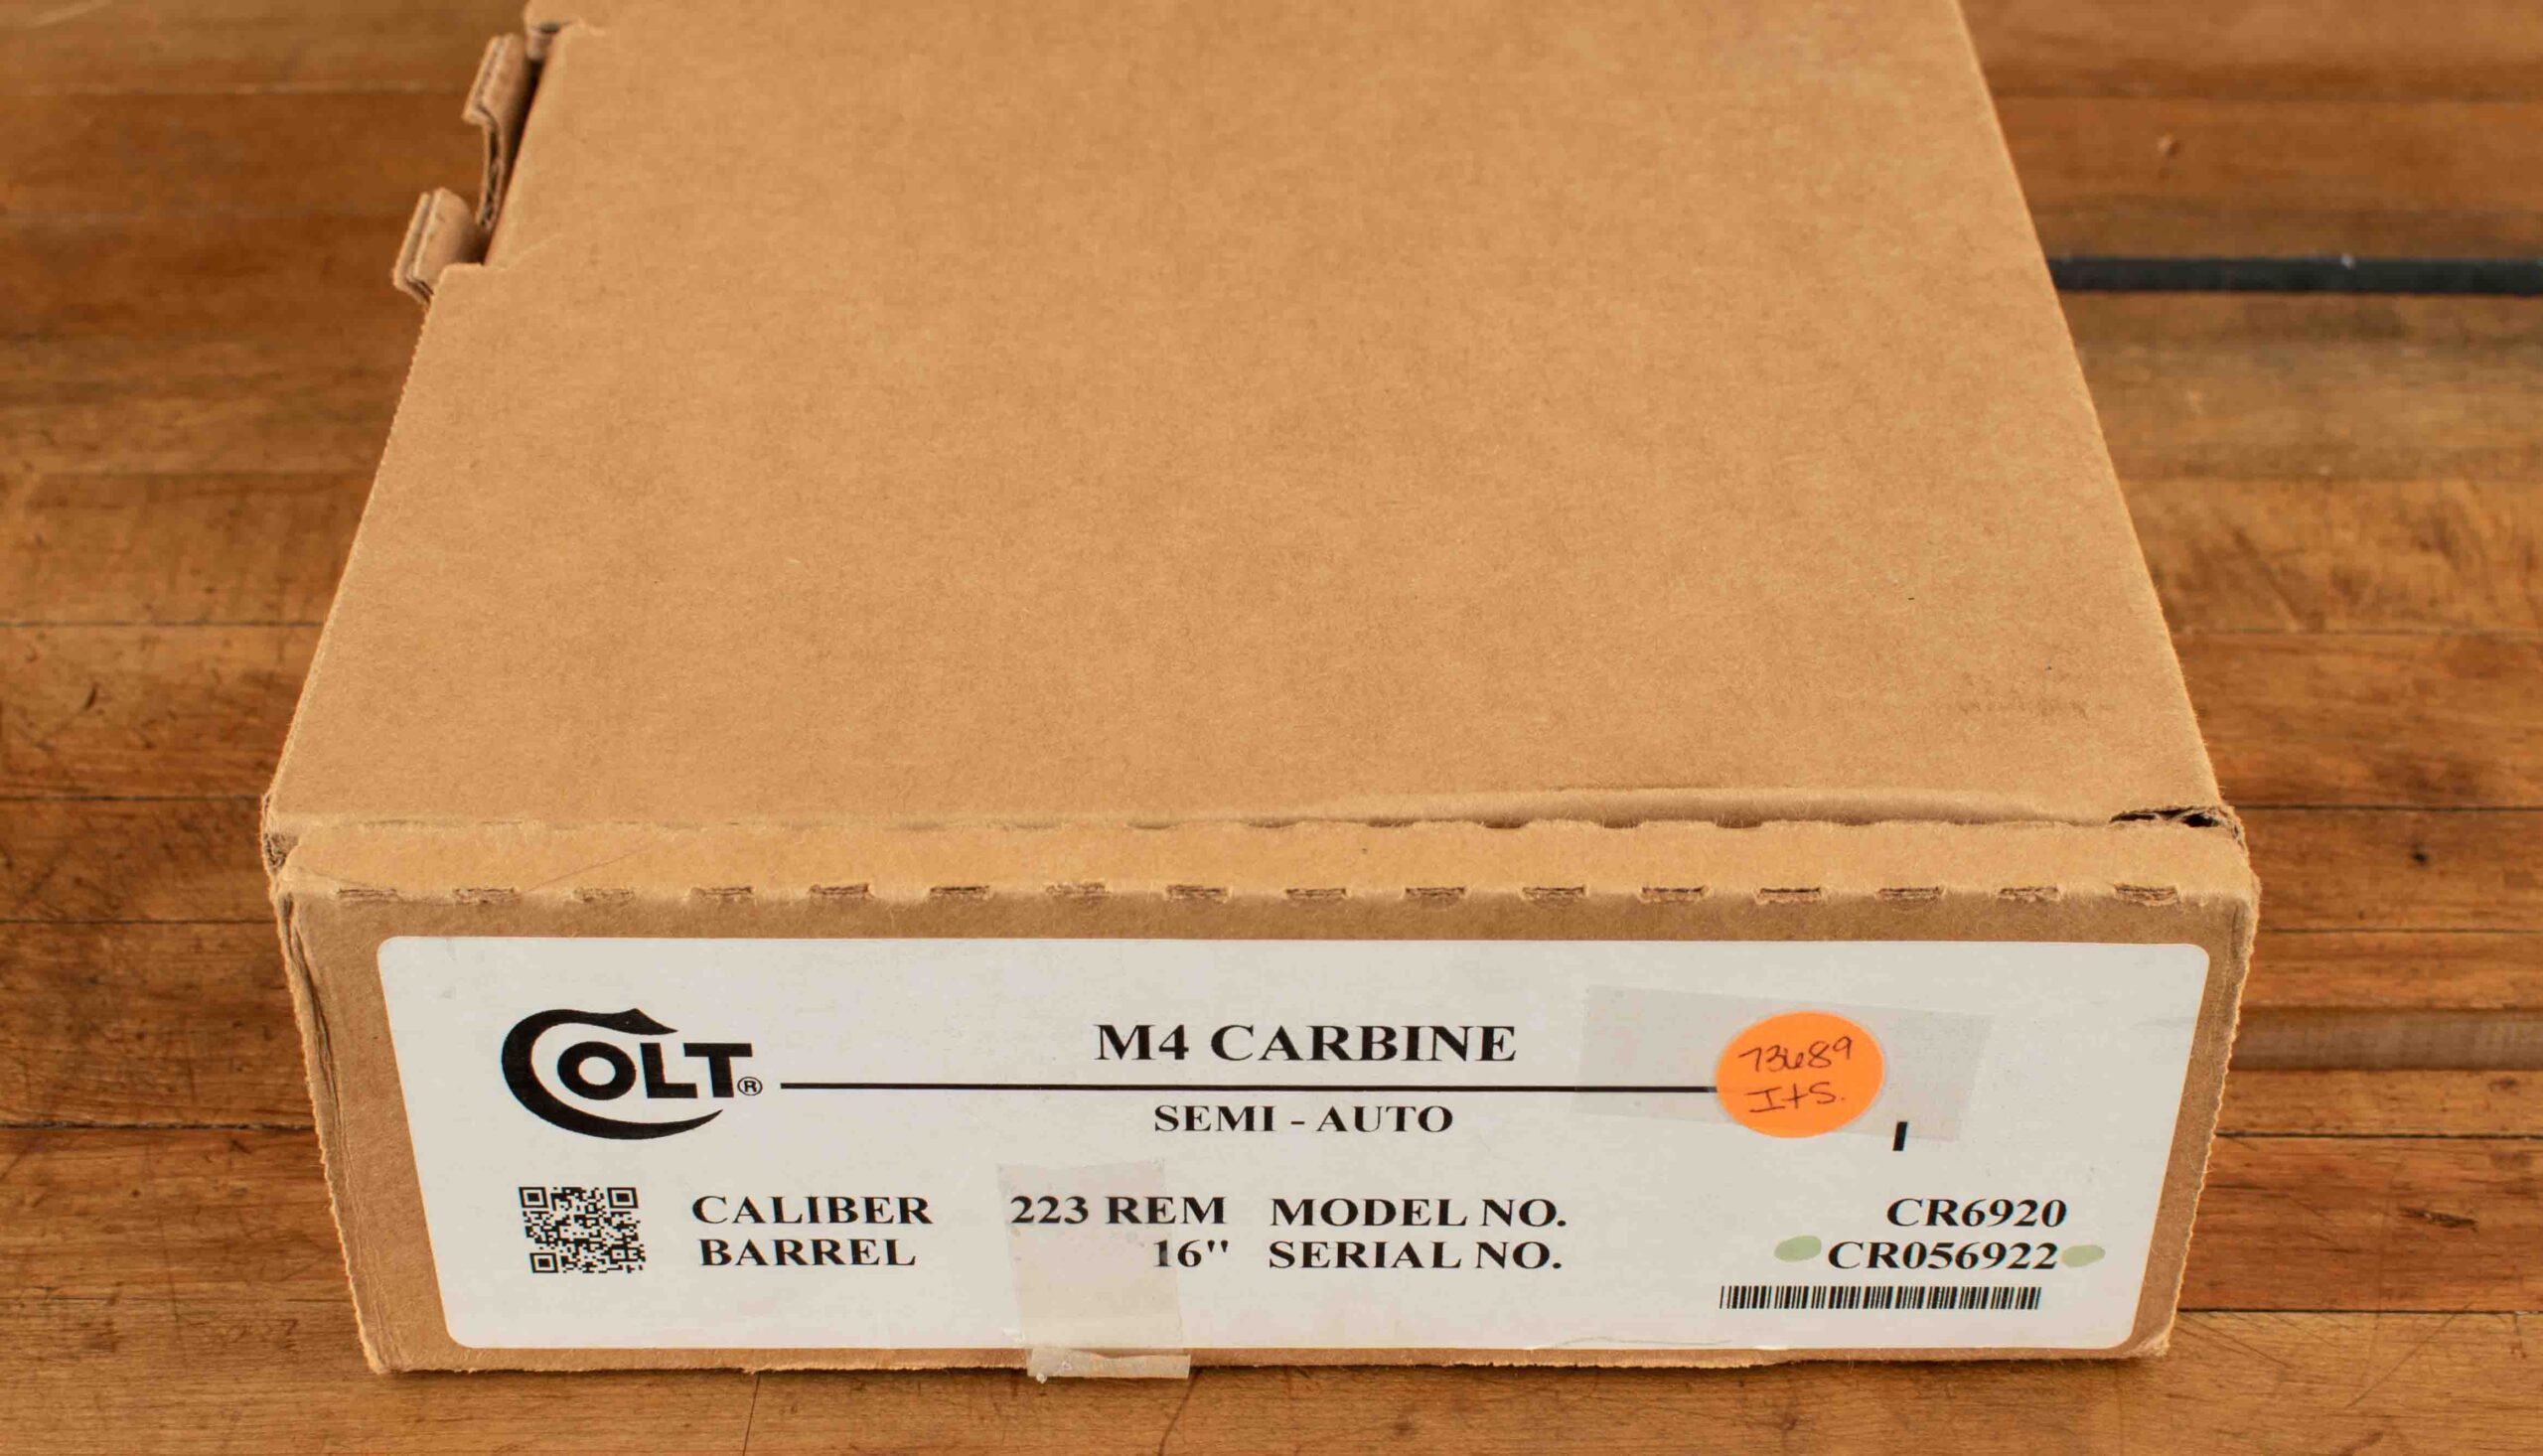 COLT®
M4 CARBINE
SEMI - AUTO
73689
I+S.
CALIBER 223 REM MODEL NO. CR6920
BARREL 16" SERIAL NO. CR056922